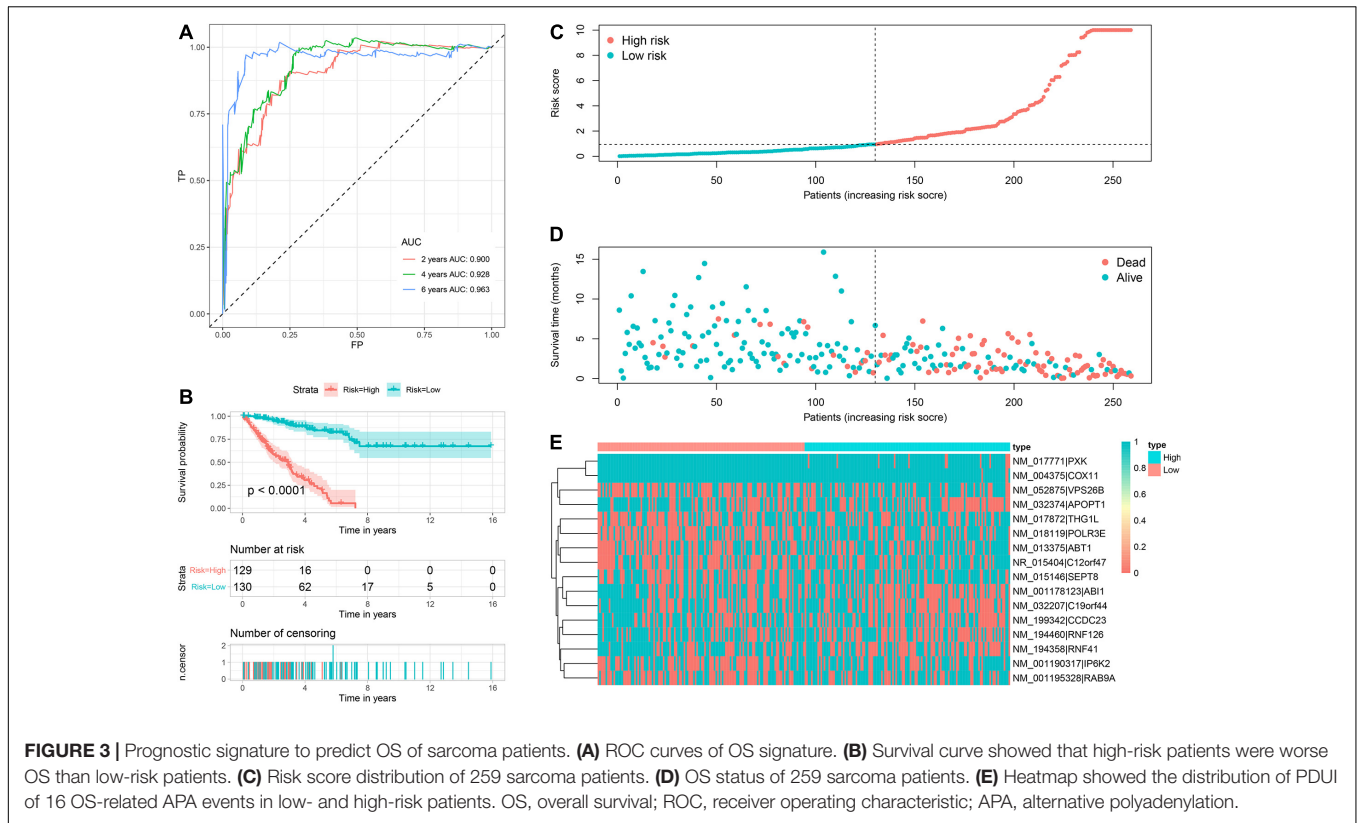 A
1.00
0.75
0.50
0.25
0.00
TP
0.00 0.25 0.50 0.75 1.00
FP
AUC
2 years AUC: 0.900
4 years AUC: 0.928
6 years AUC: 0.963
B
Strata Risk=High Risk=Low
1.00
0.75
0.50
0.25
0.00
Survival probability
p < 0.0001
0 4 8 12 16
Time in years
Number at risk
Strata
Risk=High 129 16 0 0 0
Risk=Low 130 62 17 5 0
0 4 8 12 16
Time in years
Number of censoring
n.censor
2
1
0
0 4 8 12 16
Time in years
C
High risk
Low risk
10
8
6
4
2
0
Risk score
0 50 100 150 200 250
Patients (increasing risk socre)
D
Dead
Alive
15
10
5
0
Survival time (months)
0 50 100 150 200 250
Patients (increasing risk socre)
E
type
NM_017771|PXK
NM_004375|COX11
NM_052875|VPS26B
NM_032374|APOPT1
NM_017872|THG1L
NM_018119|POLR3E
NM_013375|ABT1
NR_015404|C12orf47
NM_015146|SEPT8
NM_001178123|ABI1
NM_032207|C19orf44
NM_199342|CCDC23
NM_194460|RNF126
NM_194358|RNF41
NM_001190317|IP6K2
NM_001195328|RAB9A
1
0.8
0.6
0.4
0.2
0
type
High
Low
FIGURE 3 | Prognostic signature to predict OS of sarcoma patients. (A) ROC curves of OS signature. (B) Survival curve showed that high-risk patients were worse
OS than low-risk patients. (C) Risk score distribution of 259 sarcoma patients. (D) OS status of 259 sarcoma patients. (E) Heatmap showed the distribution of PDUI
of 16 OS-related APA events in low- and high-risk patients. OS, overall survival; ROC, receiver operating characteristic; APA, alternative polyadenylation.